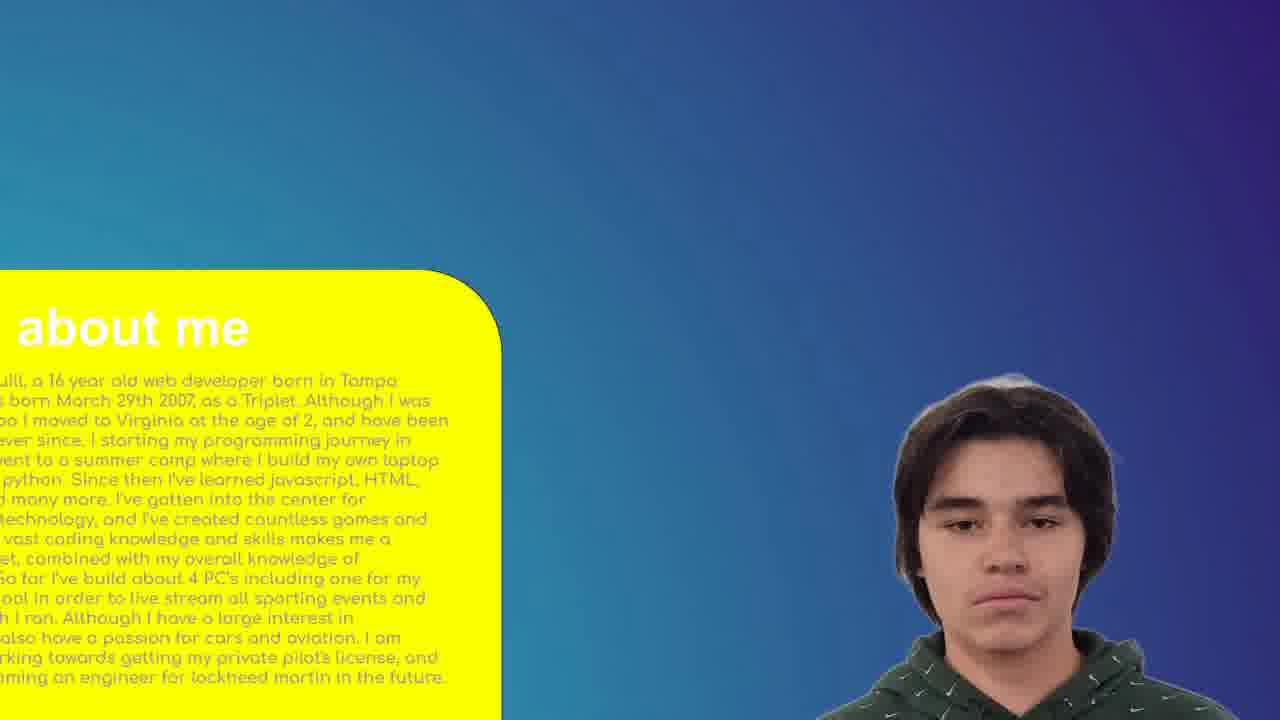 about me
a 16 year old web developer born in Tampa
born March 29th 2007, as a Triplet. Although I was
I moved to Virginia at the age of 2, and have been
ever since. I starting my programming journey in
went to a summer camp where I build my own laptop
python. Since then I've learned javascript, HTML,
many more. I've gotten into the center for
technology, and I've created countless games and
vast coding knowledge and skills makes me a
combined with my overall knowledge of
So far I've build about 4 PC's including one for my
in order to live stream all sporting events and
I ran. Although I have a large interest in
also have a passion for cars and aviation. I am
towards getting my private pilot's license, and
an engineer for lockheed martin in the future.